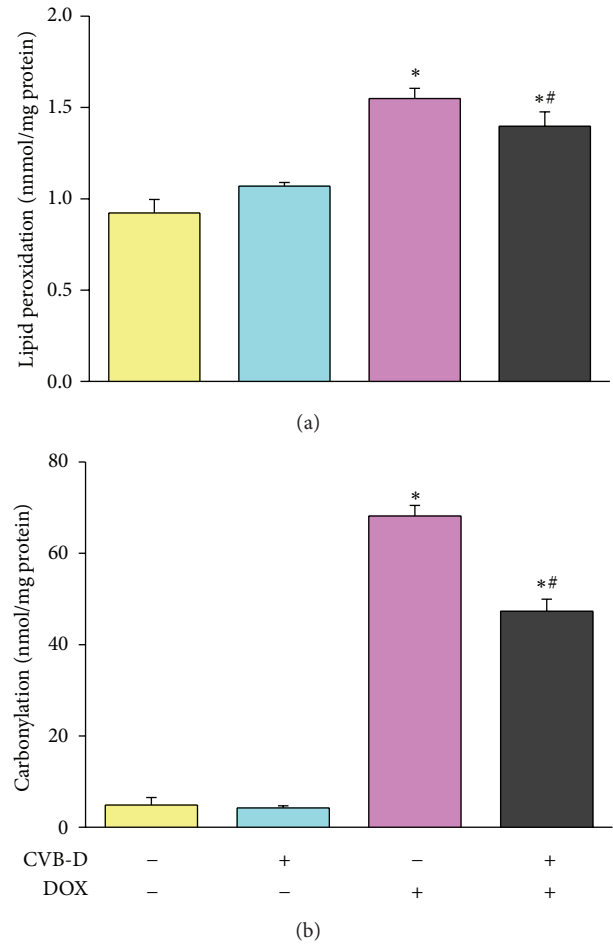 2.0
*
*#
1.5
1.0
0.5
0.0
Lipid peroxidation (nnmol/mg protein)
(a)
80
*
60
*#
40
20
0
Carbonylation (nmol/mg protein)
CVB-D − + − +
DOX − − + +
(b)